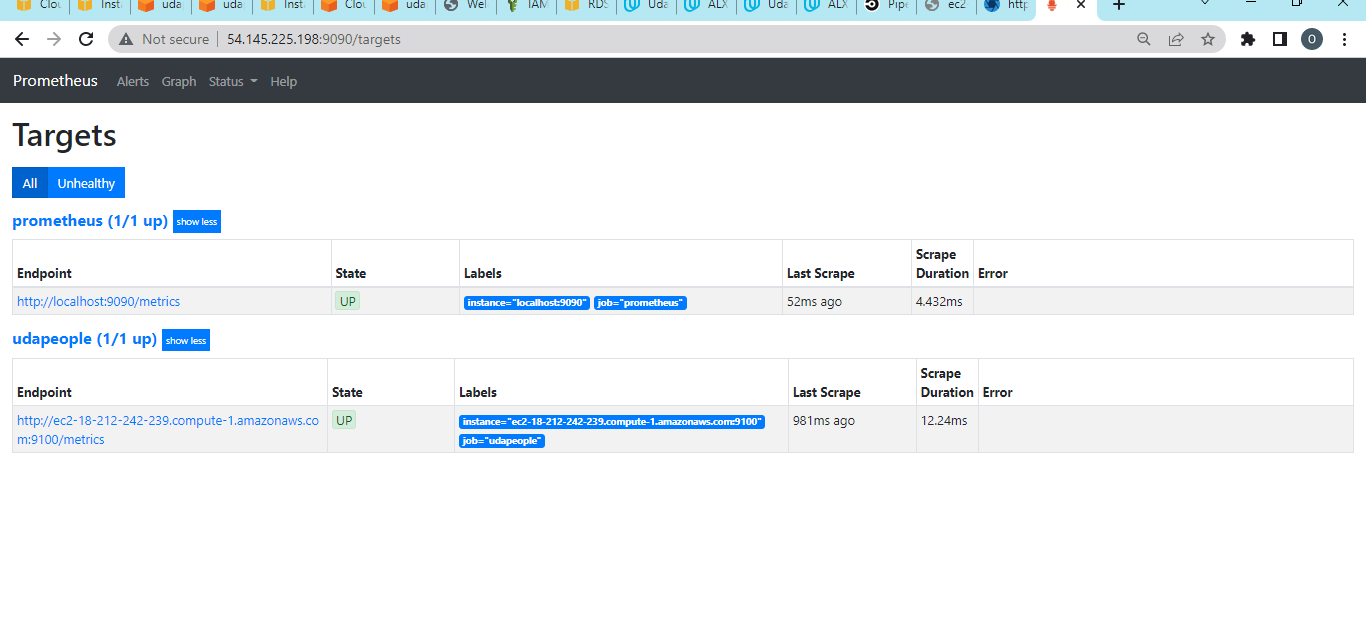 Clou
Insta
uda
uda
Insta
Clou
uda
Wel
IAM
RDS
Uda
ALX
Uda
ALX
Pipe
ec2
http
Not secure 54.145.225.198:9090/targets
O
Prometheus Alerts Graph Status Help
Targets
All Unhealthy
prometheus (1/1 up) show less
Endpoint State Labels Last Scrape Scrape Duration Error
http://localhost:9090/metrics UP instance="localhost:9090" job="prometheus" 52ms ago 4.432ms
udapeople (1/1 up) show less
Endpoint State Labels Last Scrape Scrape Duration Error
http://ec2-18-212-242-239.compute-1.amazonaws.co UP instance="ec2-18-212-242-239.compute-1.amazonaws.com:9100" 981ms ago 12.24ms
m:9100/metrics job="udapeople"